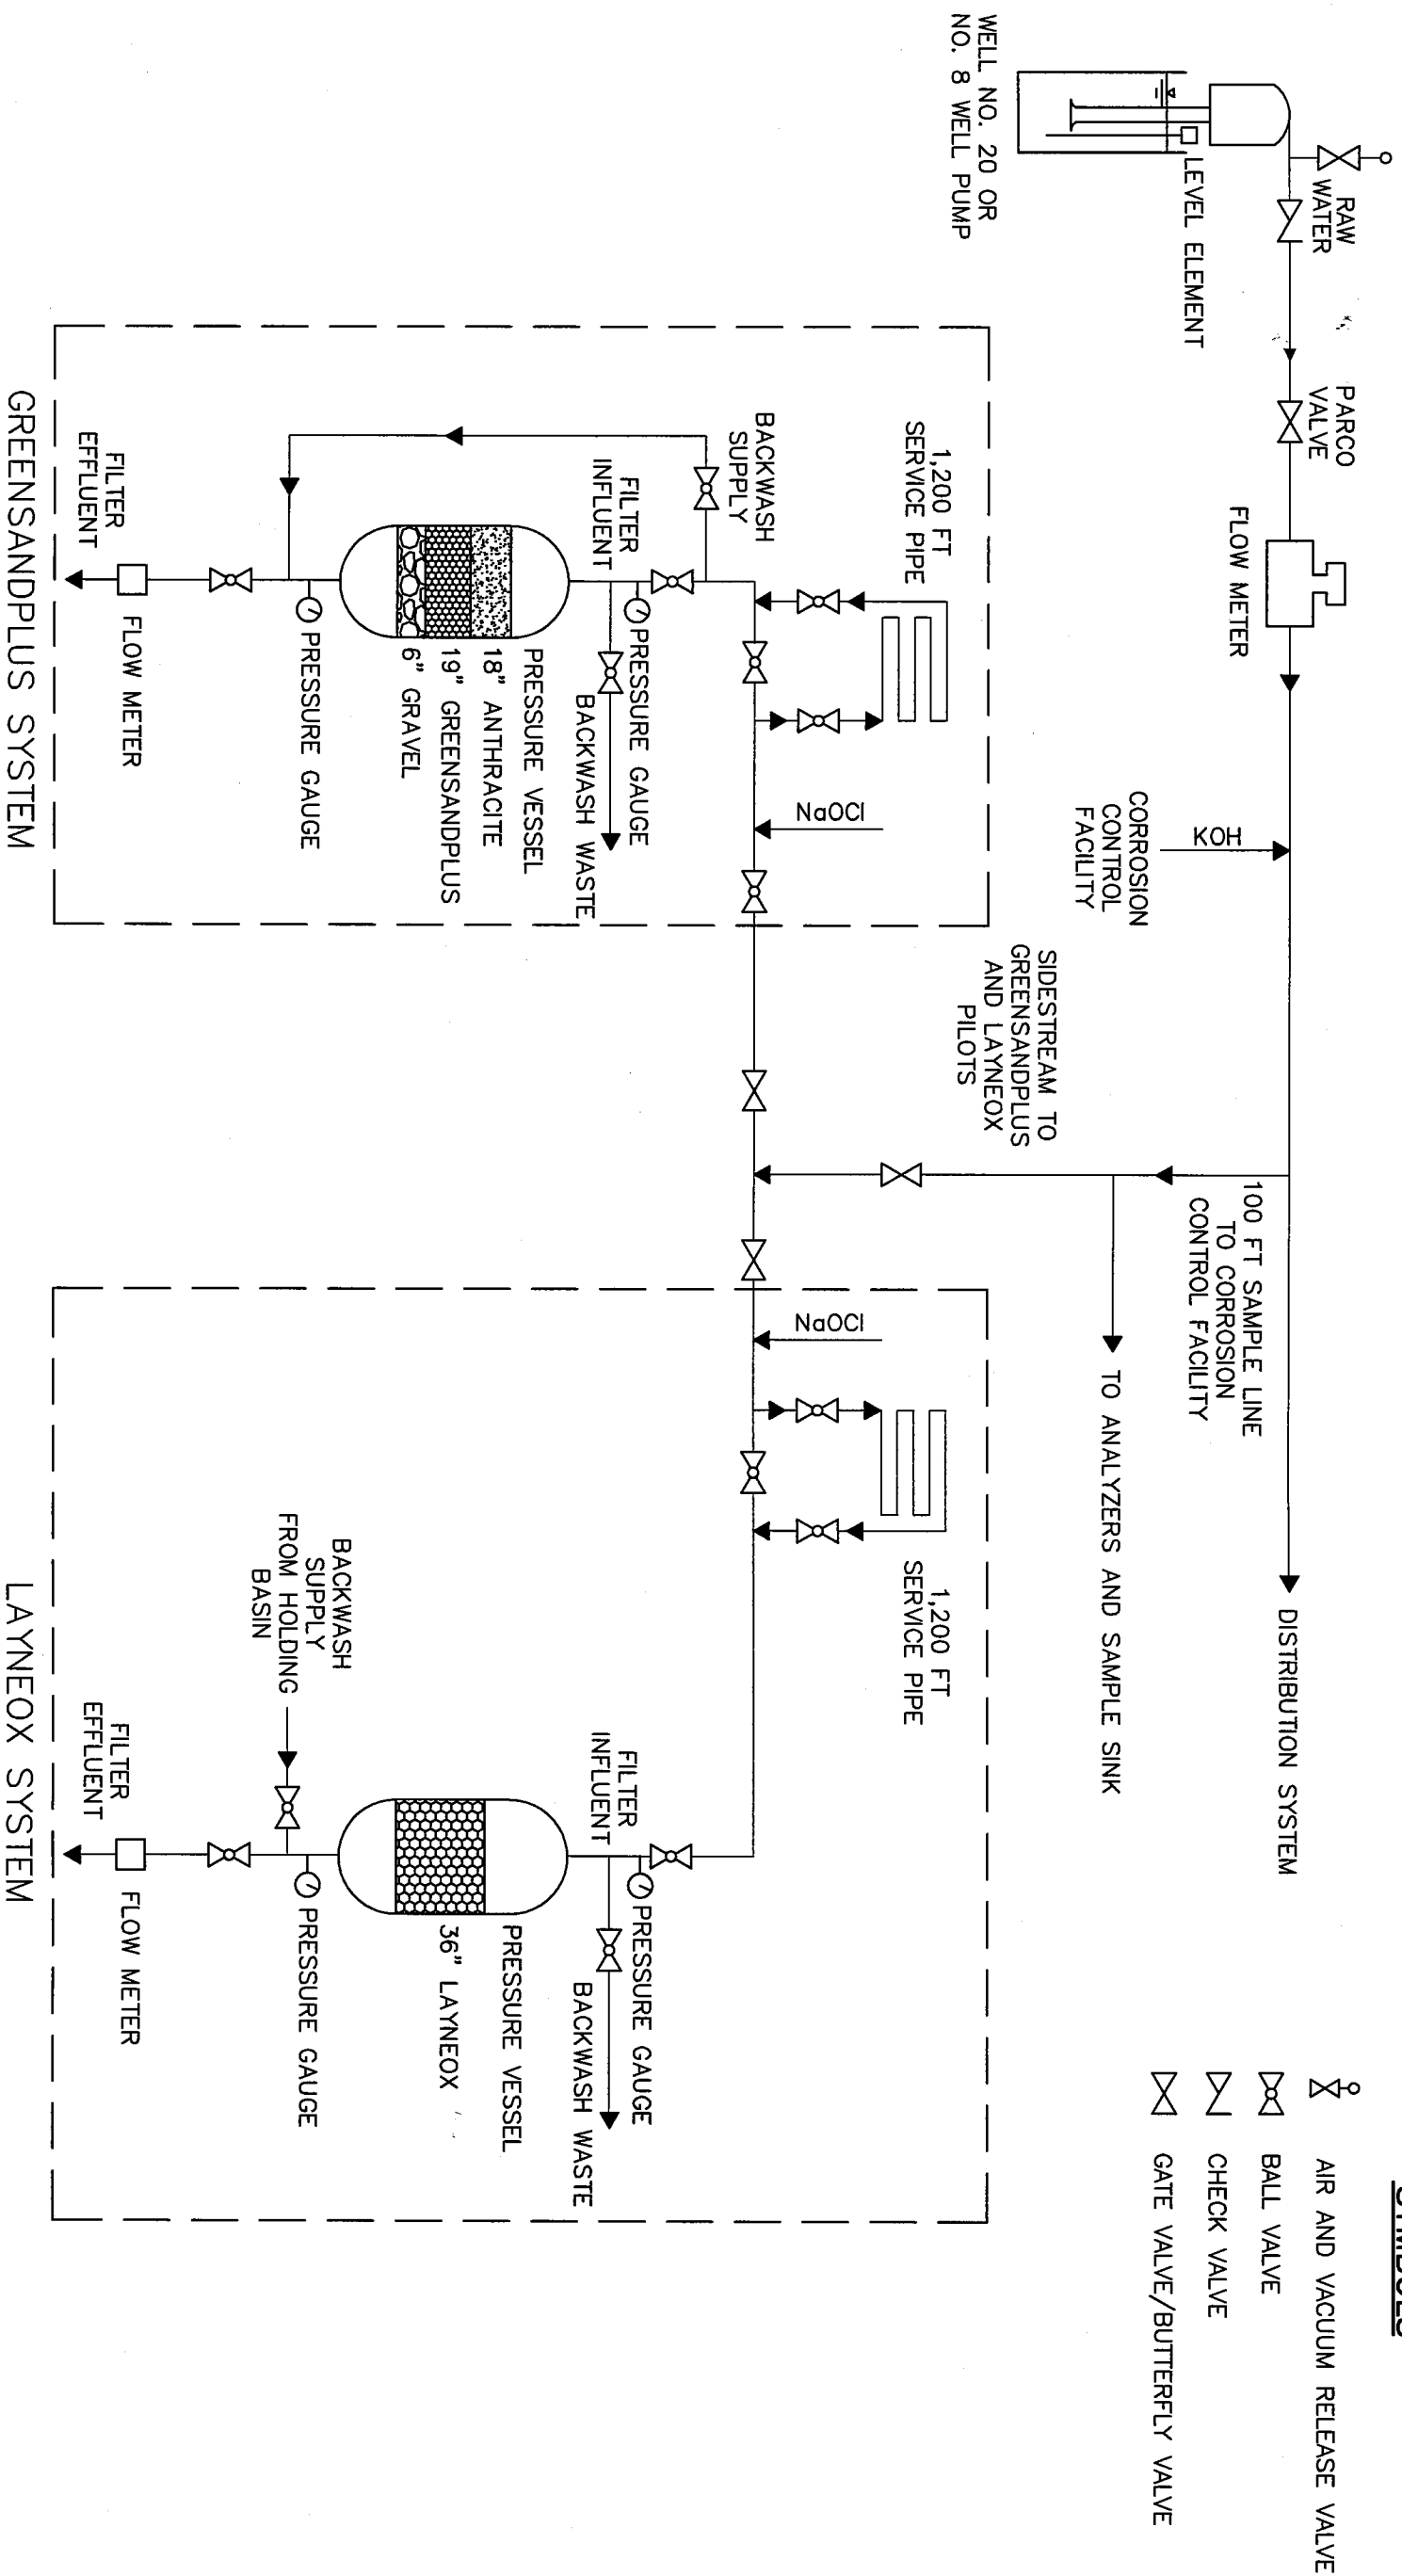 SYMBOLS
AIR AND VACUUM RELEASE VALVE
BALL VALVE
CHECK VALVE
GATE VALVE/BUTTERFLY VALVE
RAW
WATER
PARCO
VALVE
FLOW METER
LEVEL ELEMENT
WELL NO. 20 OR
NO. 8 WELL PUMP
KOH
CORROSION
CONTROL
FACILITY
100 FT SAMPLE LINE
TO CORROSION
CONTROL FACILITY
DISTRIBUTION SYSTEM
TO ANALYZERS AND SAMPLE SINK
SIDESTREAM TO
GREENSANDPLUS
AND LAYNEOX
PILOTS
1,200 FT
SERVICE PIPE
NaOCl
BACKWASH
SUPPLY
FILTER
INFLUENT
PRESSURE GAUGE
BACKWASH WASTE
PRESSURE VESSEL
18" ANTHRACITE
19" GREENSANDPLUS
6" GRAVEL
PRESSURE GAUGE
FLOW METER
FILTER
EFFLUENT
GREENSANDPLUS SYSTEM
NaOCl
1,200 FT
SERVICE PIPE
FILTER
INFLUENT
PRESSURE GAUGE
BACKWASH WASTE
PRESSURE VESSEL
36" LAYNEOX
BACKWASH
SUPPLY
FROM HOLDING
BASIN
PRESSURE GAUGE
FLOW METER
FILTER
EFFLUENT
LAYNEOX SYSTEM